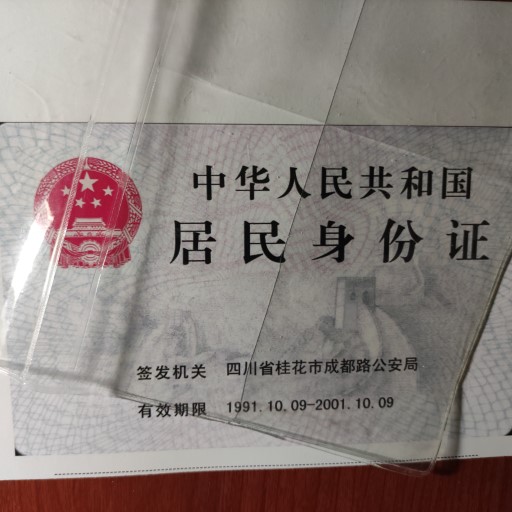 中华人民共和国
居民身份证
签发机关 四川省桂花市成都路公安局
有效期限 1991.10.09-2001.10.09